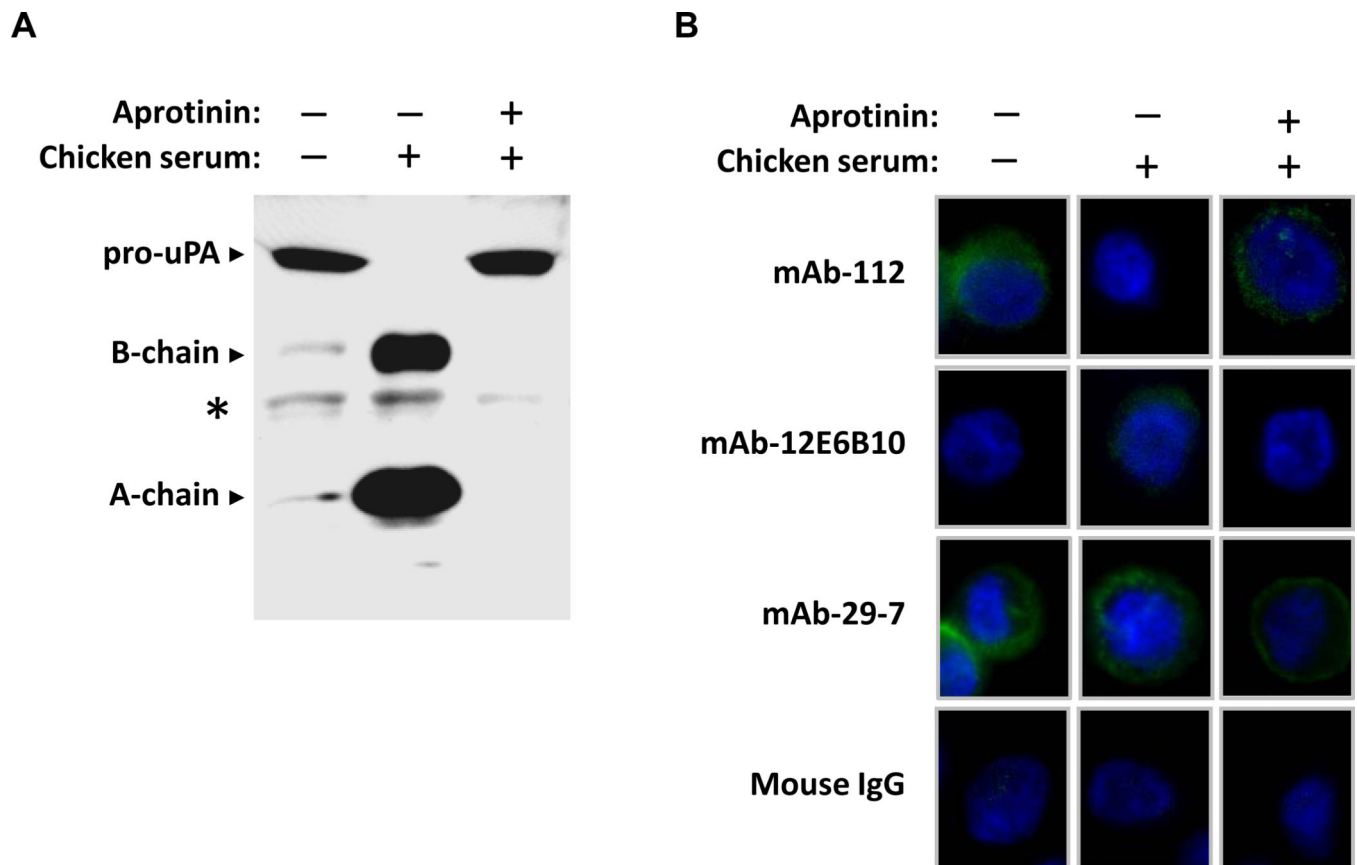 A
Aprotinin: – – +
Chicken serum: – + +
pro-uPA ►
B-chain ►
*
A-chain ►
B
Aprotinin: – – +
Chicken serum: – + +
mAb-112
mAb-12E6B10
mAb-29-7
Mouse IgG